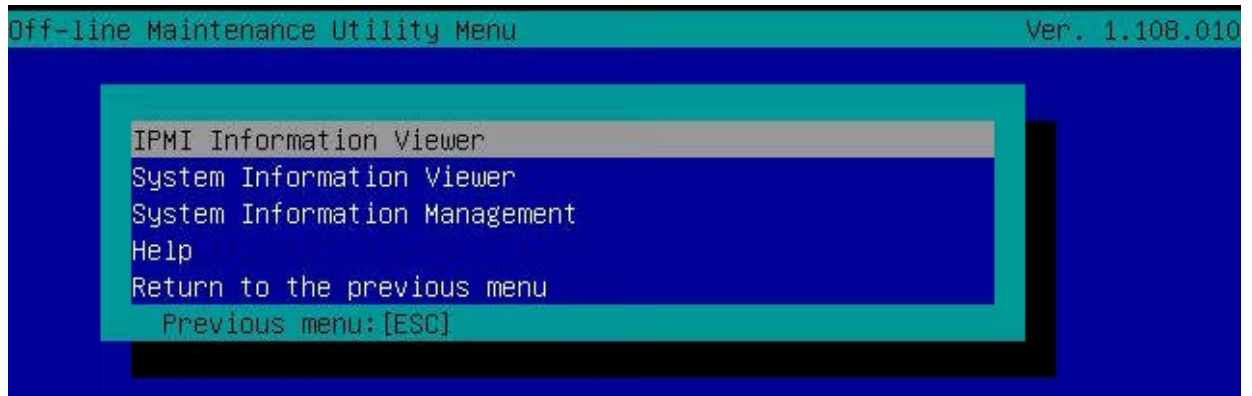 Off-line Maintenance Utility Menu Ver. 1.108.010
IPMI Information Viewer
System Information Viewer
System Information Management
Help
Return to the previous menu
Previous menu:[ESC]